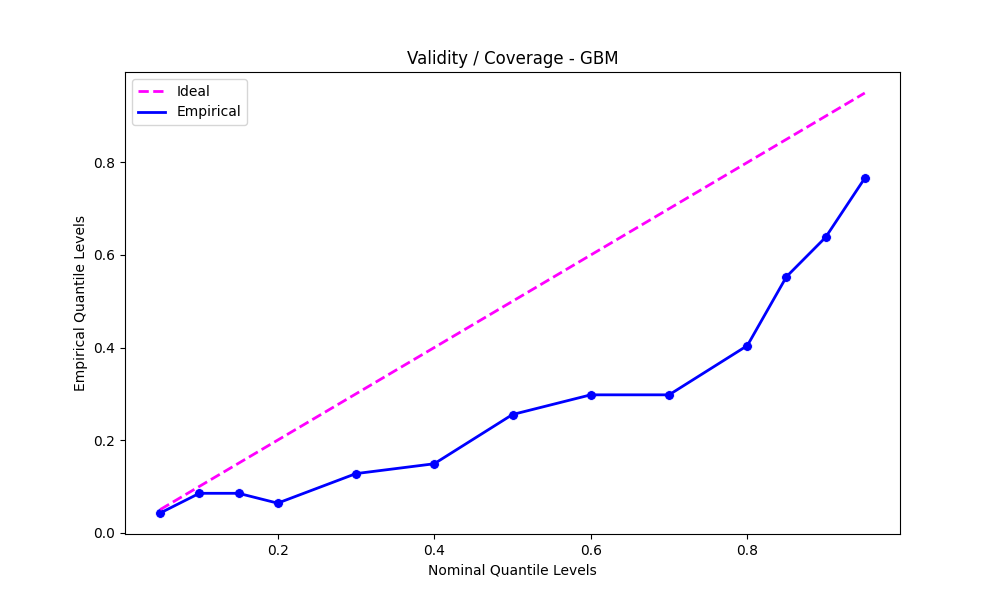 Validity / Coverage - GBM
Ideal
Empirical
0.8
0.6
0.4
0.2
0.0
Empirical Quantile Levels
0.2 0.4 0.6 0.8
Nominal Quantile Levels